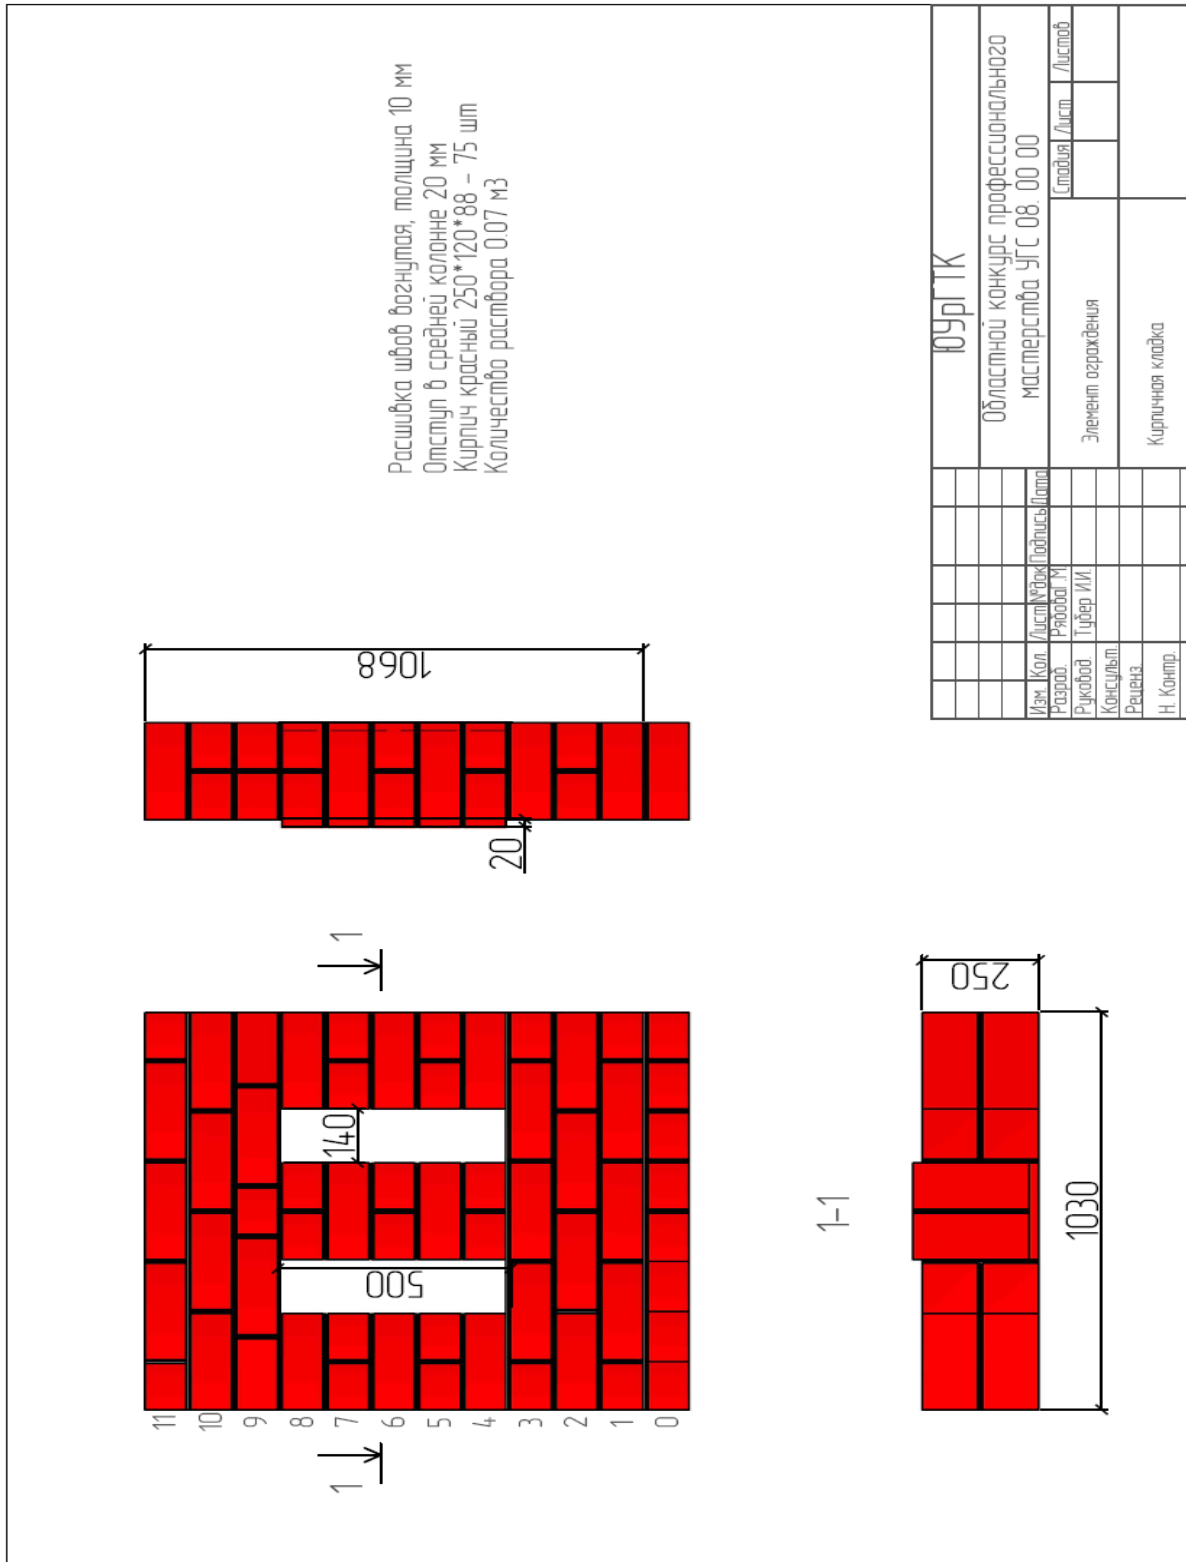 Расшивка швов вогнутая, толщина 10 мм
Отступ в средней колонне 20 мм
Кирпич красный 250*120*88 - 75 шт
Количество раствора 0.07 м3
1068
20
1
1
140
500
11
10
9
8
7
6
5
4
3
2
1
0
1-1
250
1030
ЮУрГТК
Областной конкурс профессионального
мастерства УГС 08. 00 00
Изм. Кол. Лист №док Подпись Дата
Разраб. Рябова Г.М.
Руковод. Тубер И.И.
Консульт.
Реценз.
Н. Контр.
Элемент ограждения
Стадия Лист Листов
Кирпичная кладка